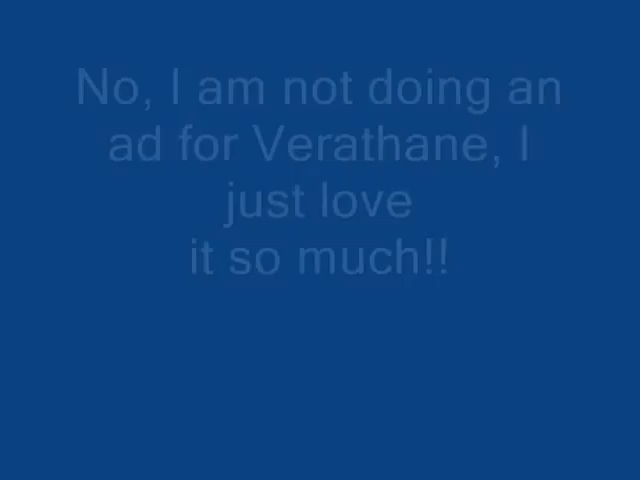 No, I am not doing an
ad for Verathane, I
just love
it so much!!